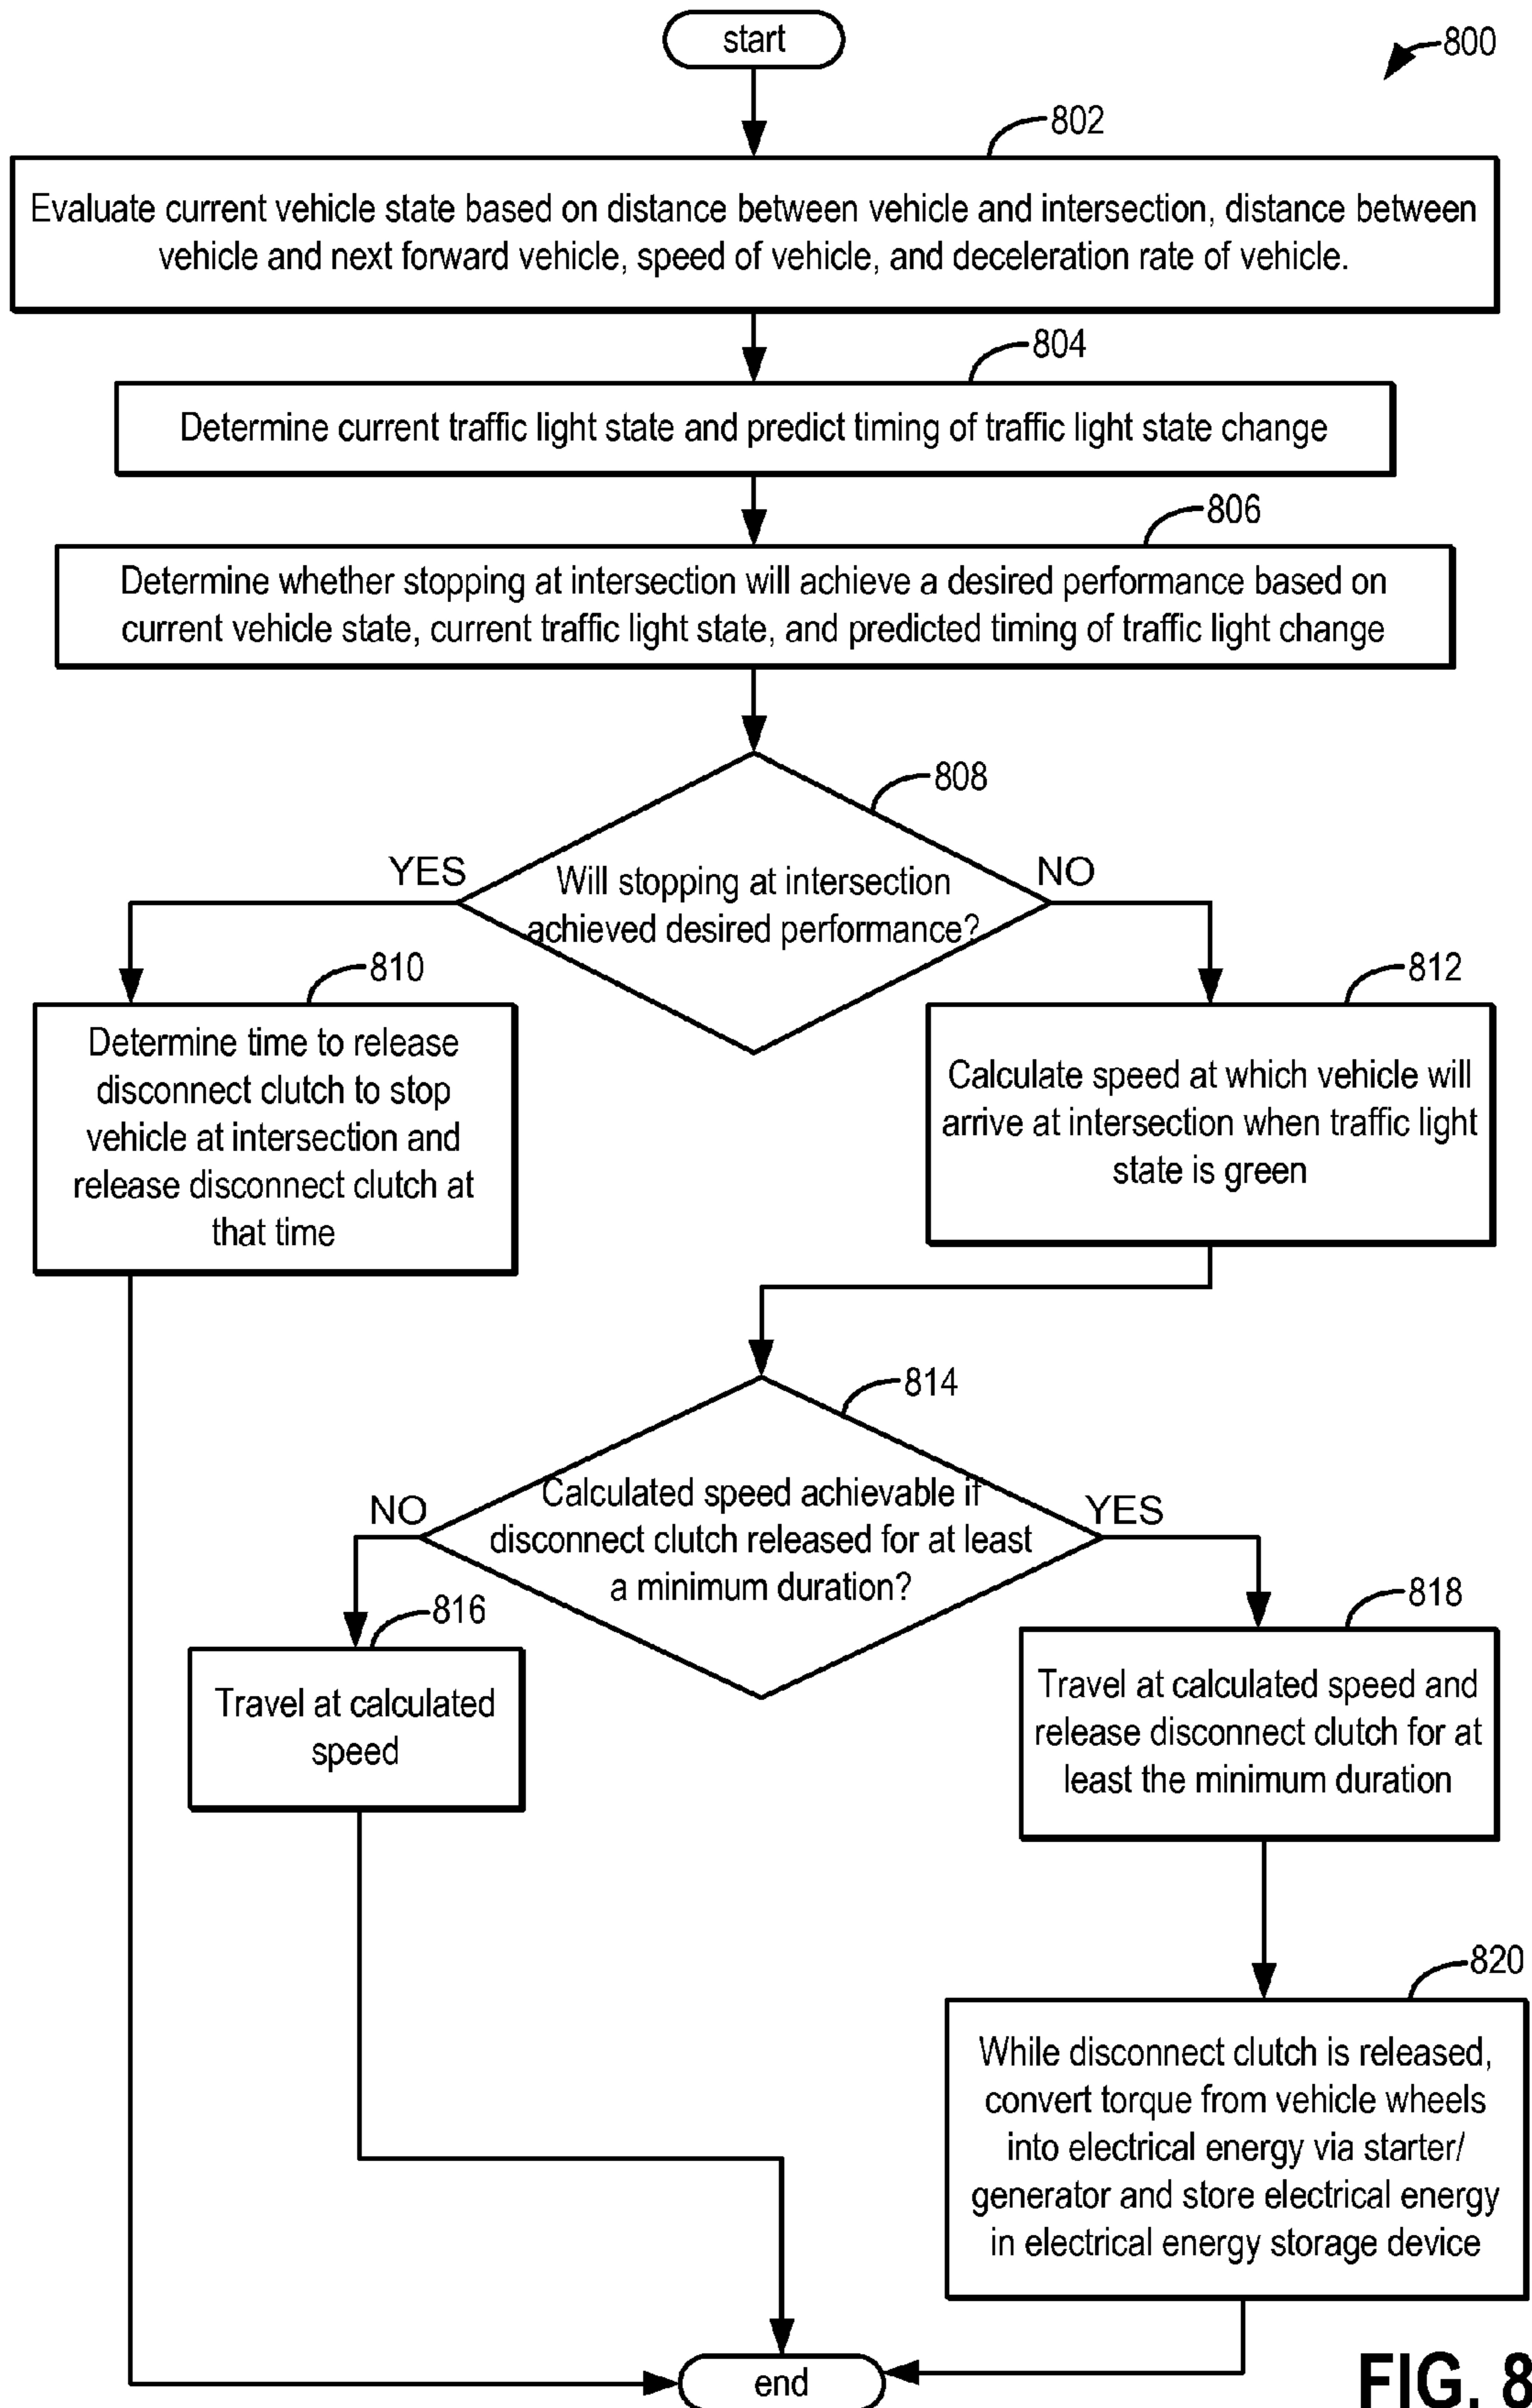 start
800
802
Evaluate current vehicle state based on distance between vehicle and intersection, distance between
vehicle and next forward vehicle, speed of vehicle, and deceleration rate of vehicle.
804
Determine current traffic light state and predict timing of traffic light state change
806
Determine whether stopping at intersection will achieve a desired performance based on
current vehicle state, current traffic light state, and predicted timing of traffic light change
808
YES
NO
Will stopping at intersection
achieved desired performance?
810
Determine time to release
disconnect clutch to stop
vehicle at intersection and
release disconnect clutch at
that time
812
Calculate speed at which vehicle will
arrive at intersection when traffic light
state is green
814
NO
YES
Calculated speed achievable if
disconnect clutch released for at least
a minimum duration?
816
Travel at calculated
speed
818
Travel at calculated speed and
release disconnect clutch for at
least the minimum duration
820
While disconnect clutch is released,
convert torque from vehicle wheels
into electrical energy via starter/
generator and store electrical energy
in electrical energy storage device
end
FIG. 8